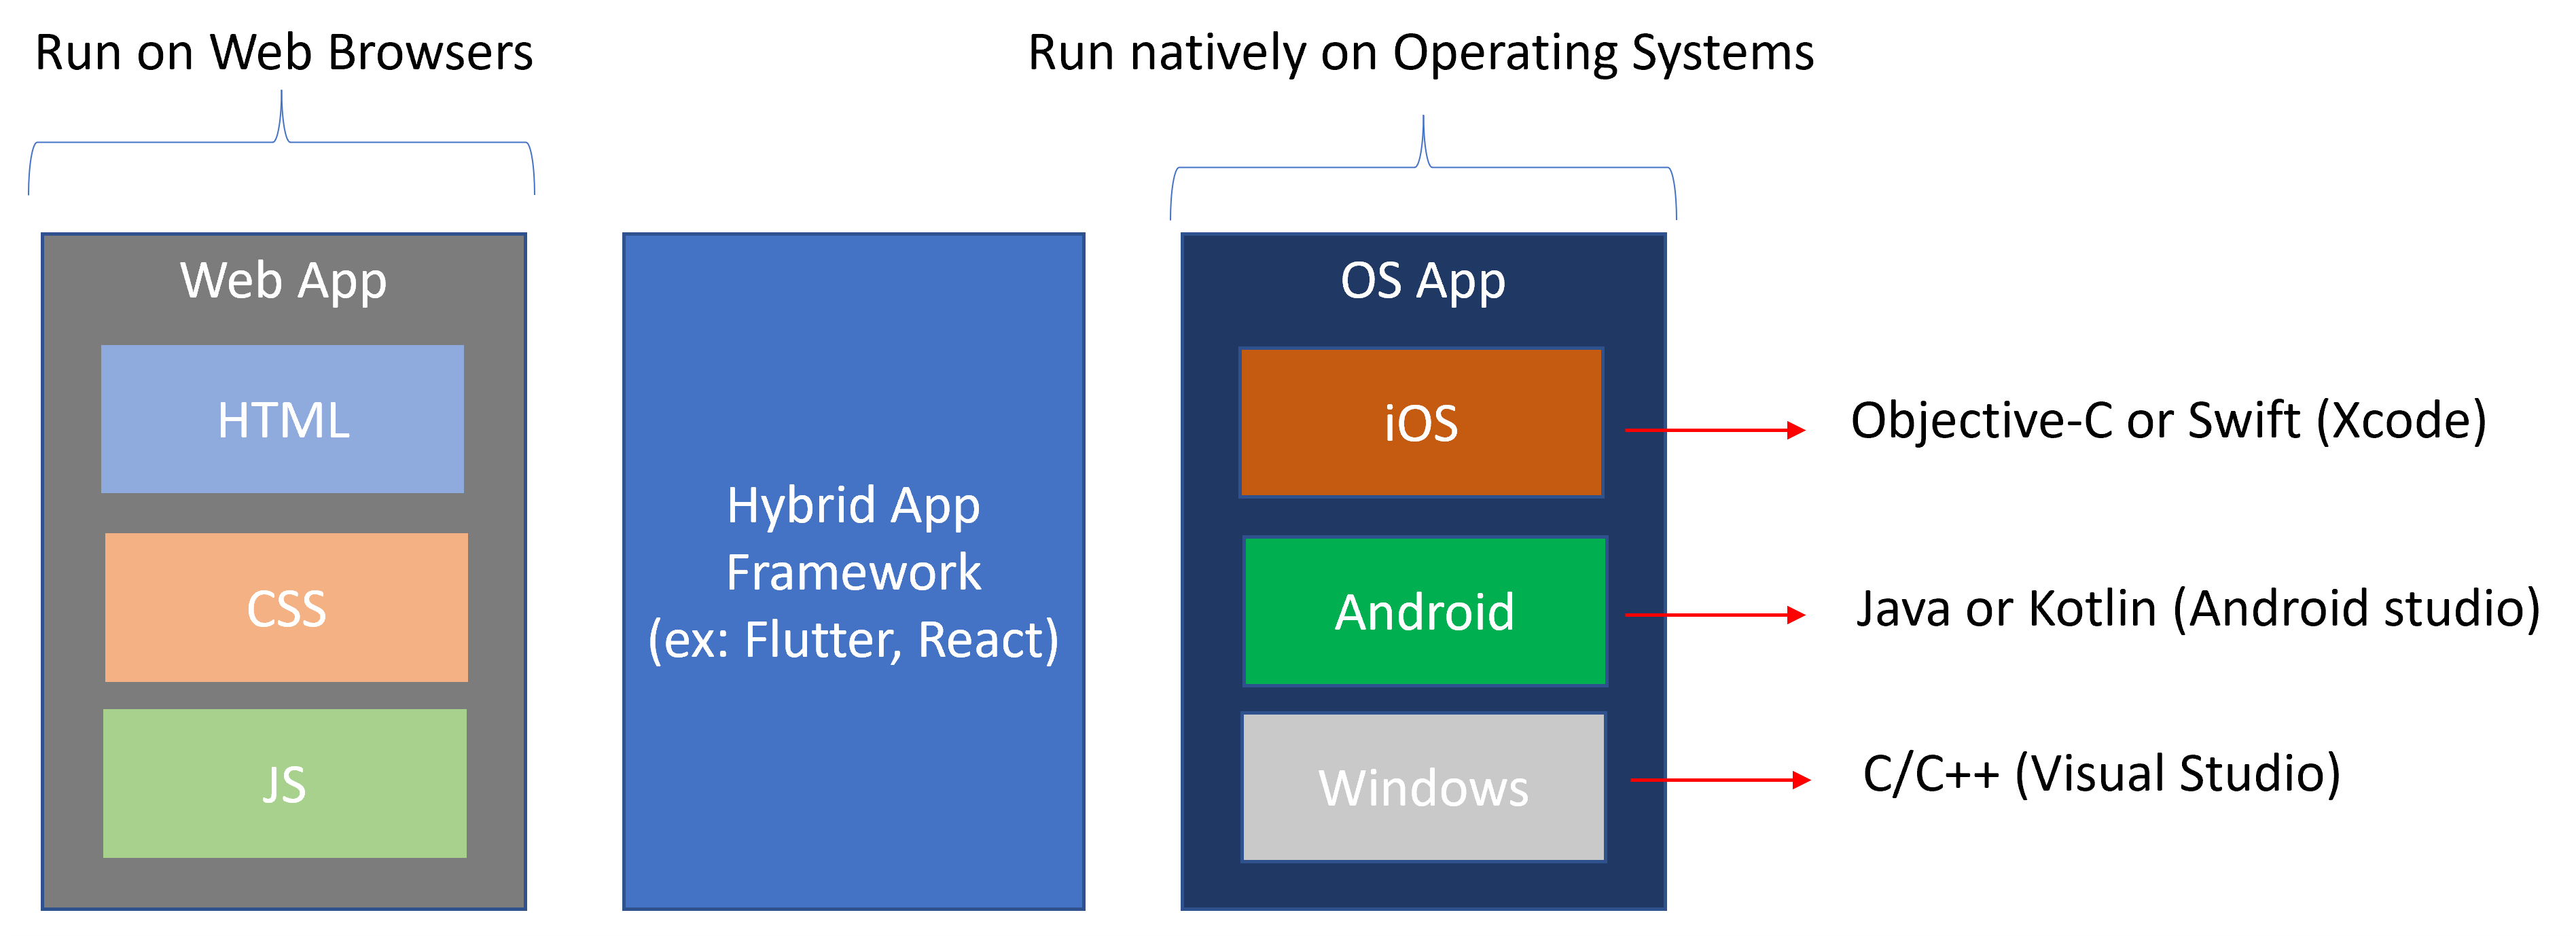 Run on Web Browsers
Run natively on Operating Systems
Web App
HTML
CSS
JS
Hybrid App
Framework
(ex: Flutter, React)
OS App
iOS
Android
Windows
Objective-C or Swift (Xcode)
Java or Kotlin (Android studio)
C/C++ (Visual Studio)